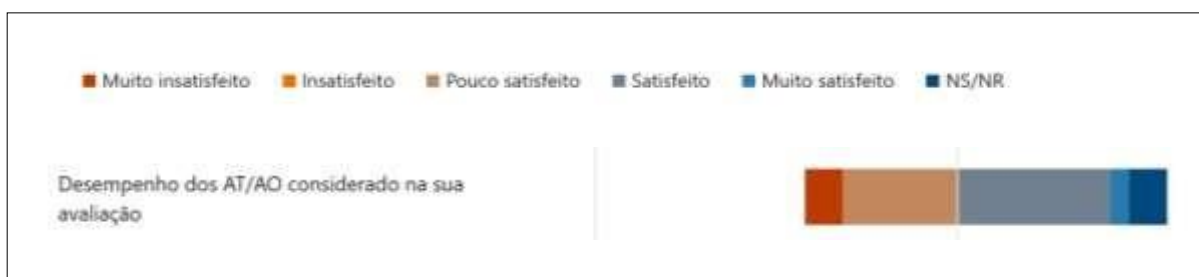 Muito insatisfeito Insatisfeito Pouco satisfeito Satisfeito Muito satisfeito NS/NR
Desempenho dos AT/AO considerado na sua
avaliação